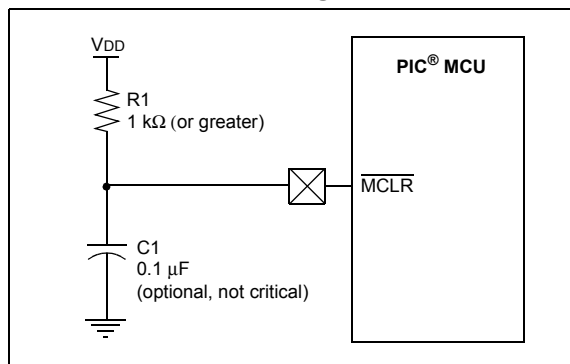 VDD
PIC® MCU
R1
1 kΩ (or greater)
MCLR
C1
0.1 μF
(optional, not critical)